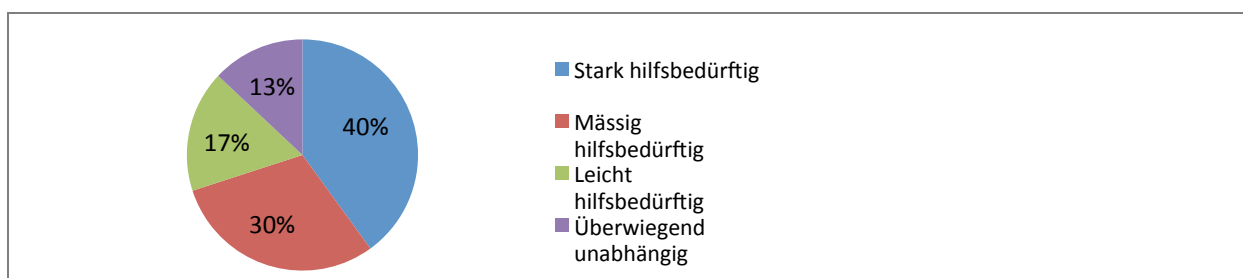 13%
40%
17%
30%
Stark hilfsbedürftig
Mässig
hilfsbedürftig
Leicht
hilfsbedürftig
Überwiegend
unabhängig